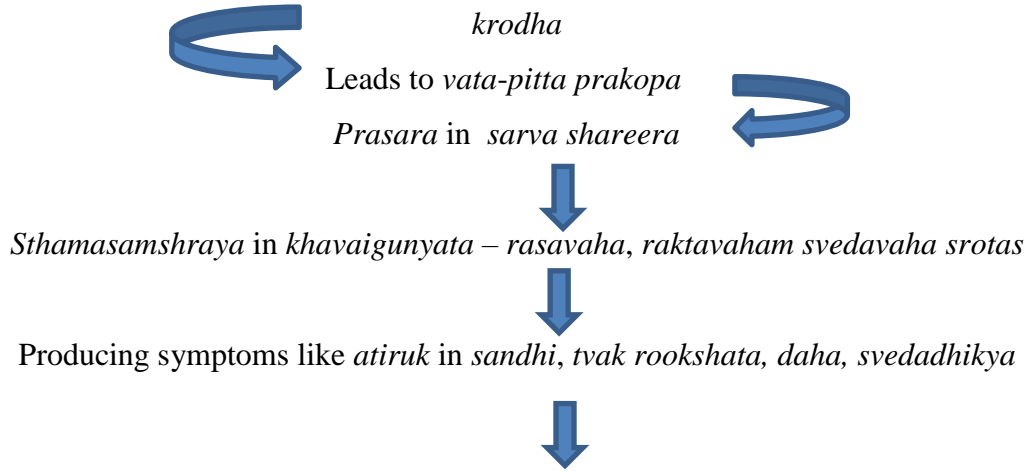 krodha
Leads to vata-pitta prakopa
Prasara in sarva shareera
Sthamasamshraya in khavaigunyata – rasavaha, raktavaham svedavaha srotas
Producing symptoms like atiruk in sandhi, tvak rookshata, daha, svedadhikya